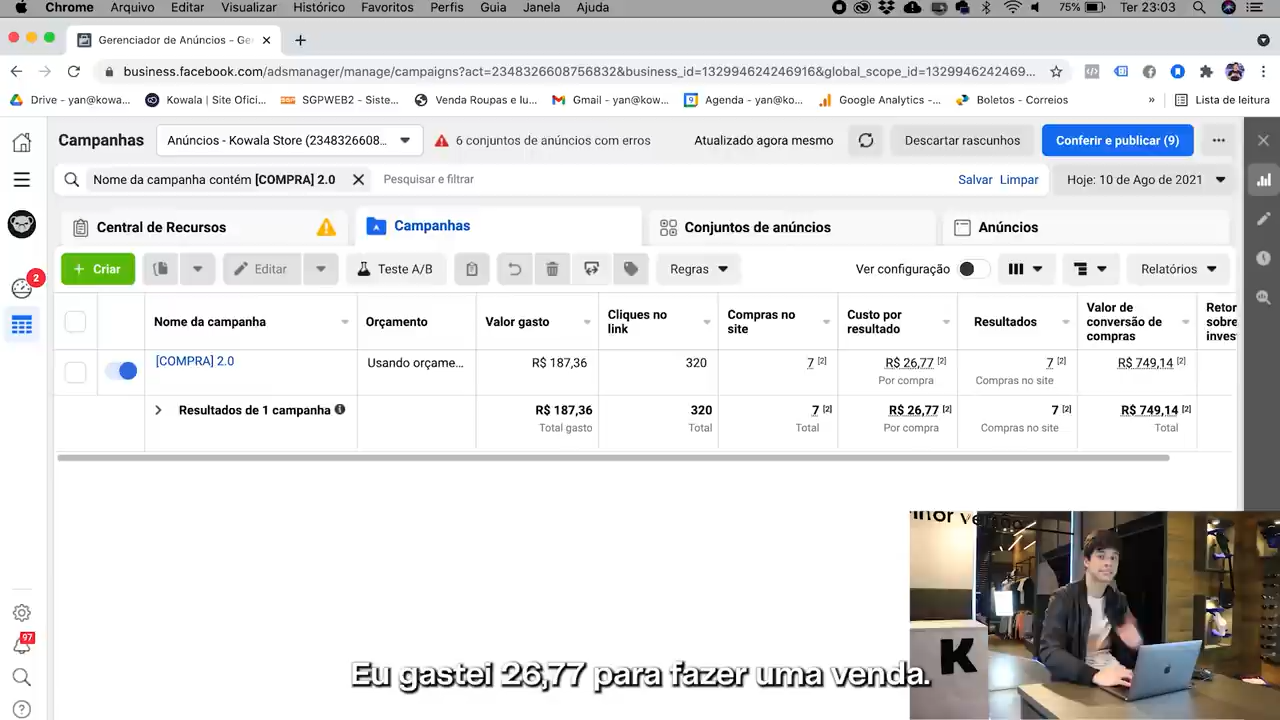 Chrome Arquivo Editar Visualizar Histórico Favoritos Perfis Guia Janela Ajuda 75% Ter 23:03
Gerenciador de Anúncios - Ge
business.facebook.com/adsmanager/manage/campaigns?act=2348326608756832&business_id=132994246246916&global_scope_id=1329946242469...
Drive - yan@kowa... Kowala | Site Ofici... SGPWEB2 - Siste... Venda Roupas e lu... Gmail - yan@kow... Agenda - yan@ko... Google Analytics -... Boletos - Correios » Lista de leitura
Campanhas Anúncios - Kowala Store (2348326608... 6 conjuntos de anúncios com erros Atualizado agora mesmo Descartar rascunhos Conferir e publicar (9)
Nome da campanha contém [COMPRA] 2.0 Pesquisar e filtrar Salvar Limpar Hoje: 10 de Ago de 2021
Central de Recursos Campanhas Conjuntos de anúncios Anúncios
+ Criar Editar Teste A/B Regras Ver configuração Relatórios
2
Nome da campanha Orçamento Valor gasto Cliques no link Compras no site Custo por resultado Resultados Valor de conversão de compras Retor sobre inves
[COMPRA] 2.0 Usando orçame... R$ 187,36 320 7 [2] R$ 26,77 [2] 7 [2] R$ 749,14 [2]
Por compra Compras no site
Resultados de 1 campanha R$ 187,36 320 7 [2] R$ 26,77 [2] 7 [2] R$ 749,14 [2]
Total gasto Total Total Por compra Compras no site Total
97
K
Eu gastei 26,77 para fazer uma venda.